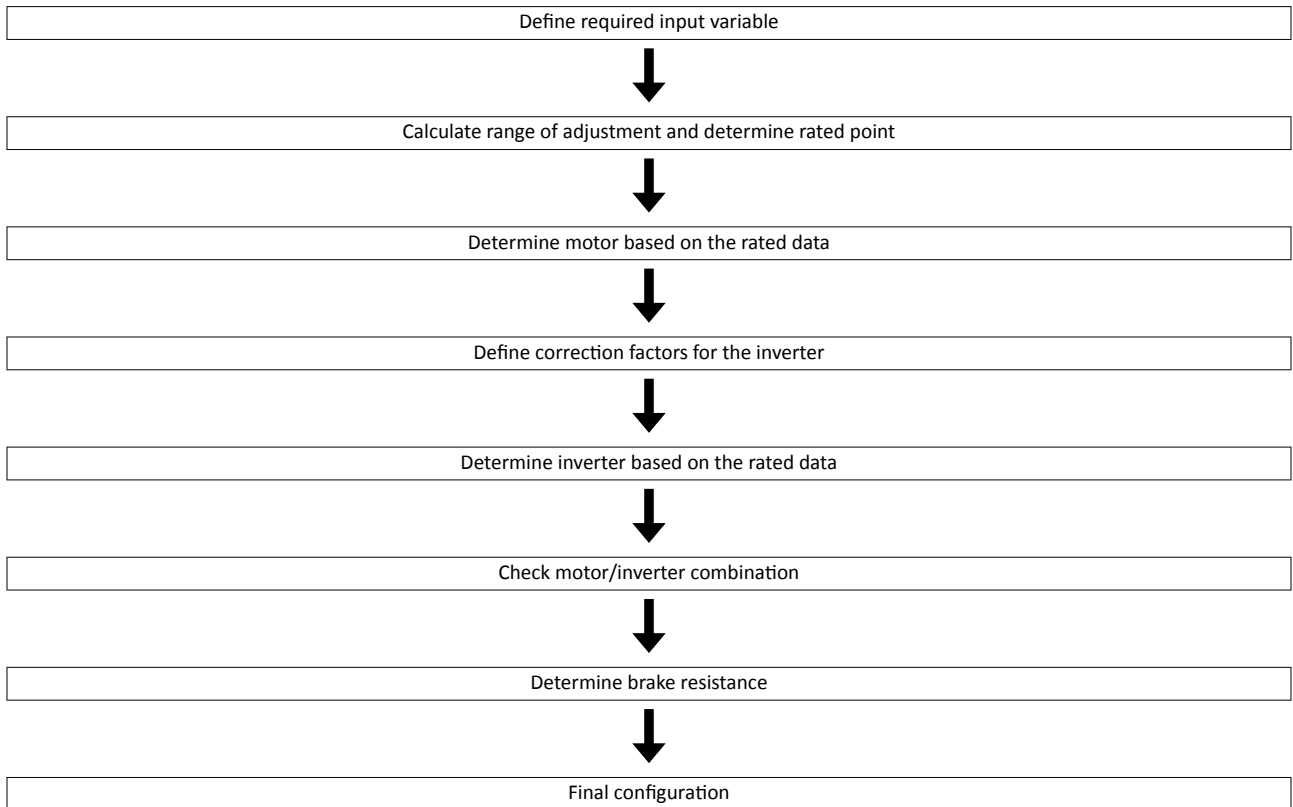 Define required input variable
Calculate range of adjustment and determine rated point
Determine motor based on the rated data
Define correction factors for the inverter
Determine inverter based on the rated data
Check motor/inverter combination
Determine brake resistance
Final configuration